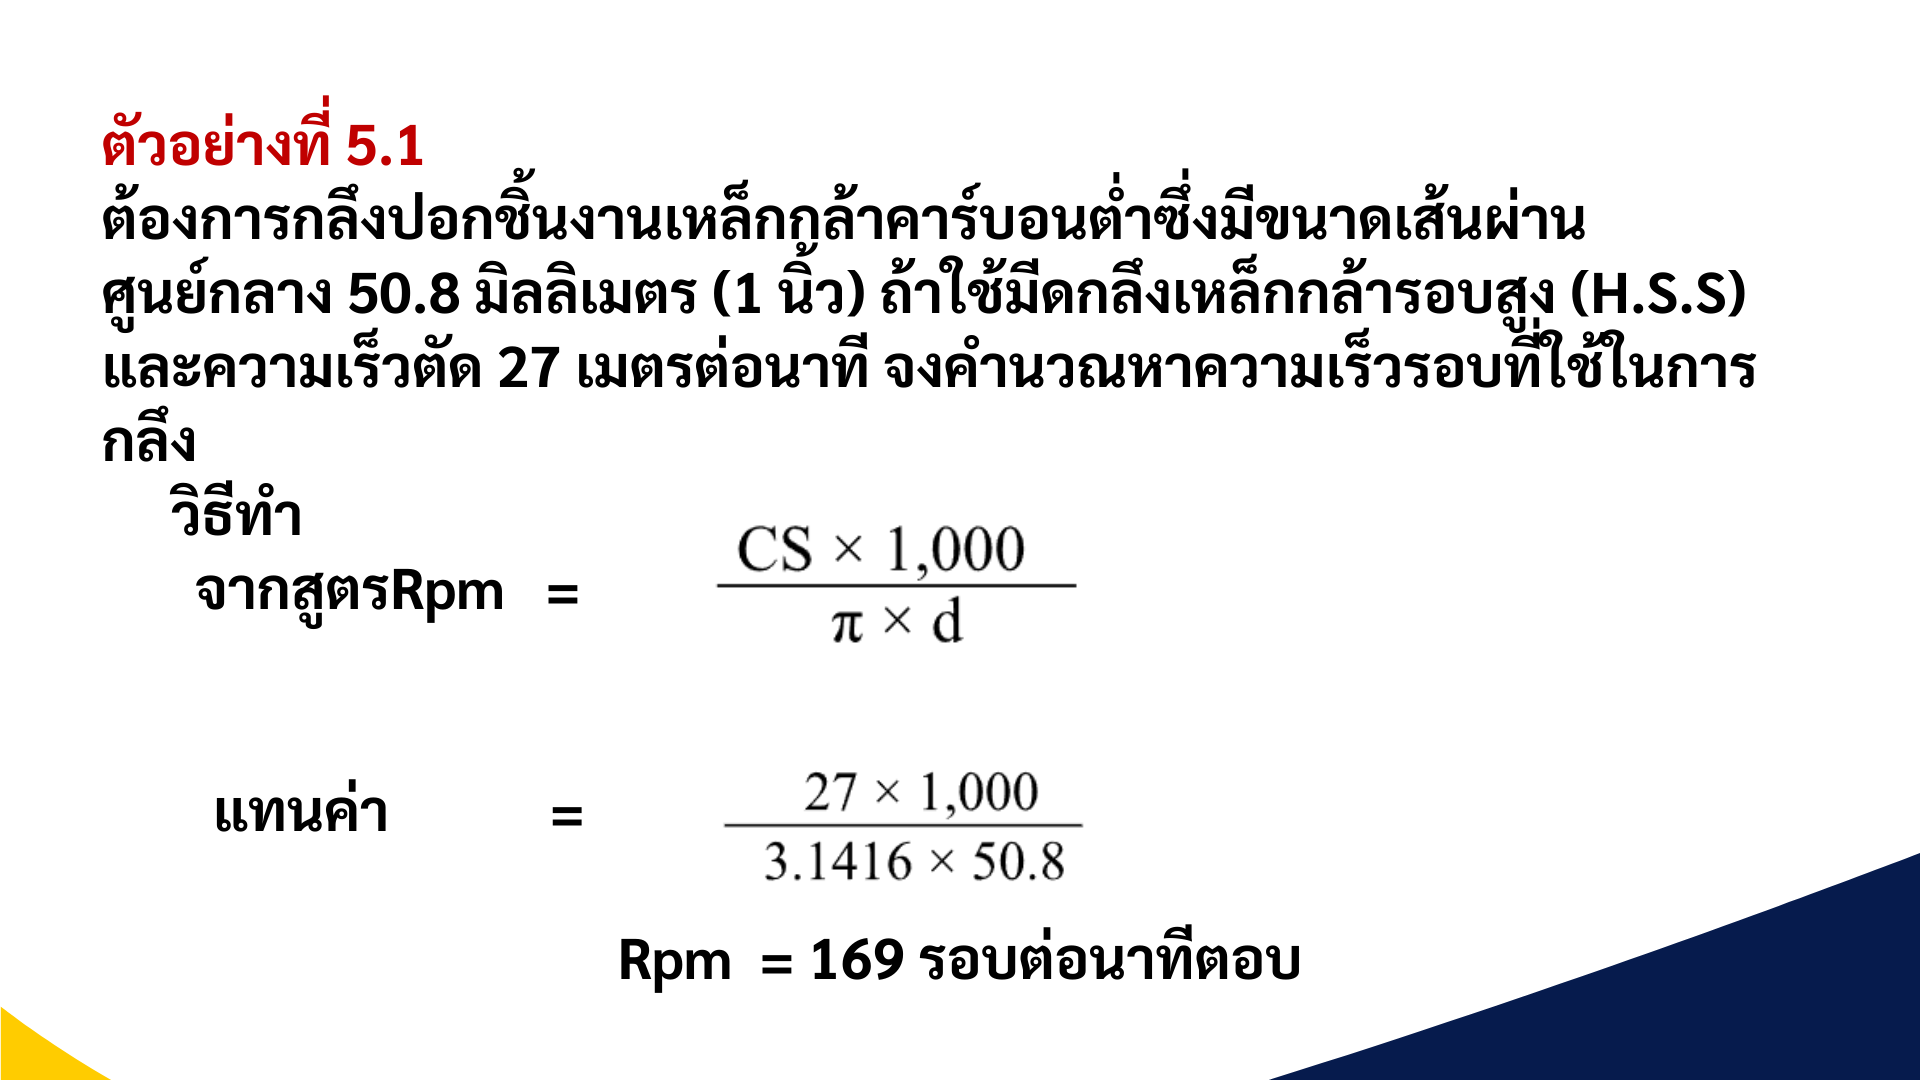 ตัวอย่างที่ 5.1
ต้องการกลึงปอกชิ้นงานเหล็กกล้าคาร์บอนต่ำซึ่งมีขนาดเส้นผ่าน
ศูนย์กลาง 50.8 มิลลิเมตร (1 นิ้ว) ถ้าใช้มีดกลึงเหล็กกล้ารอบสูง (H.S.S)
และความเร็วตัด 27 เมตรต่อนาที จงคำนวณหาความเร็วรอบที่ใช้ในการ
กลึง
วิธีทำ
จากสูตรRpm =
CS × 1,000
π × d
แทนค่า =
27 × 1,000
3.1416 × 50.8
Rpm = 169 รอบต่อนาทีตอบ